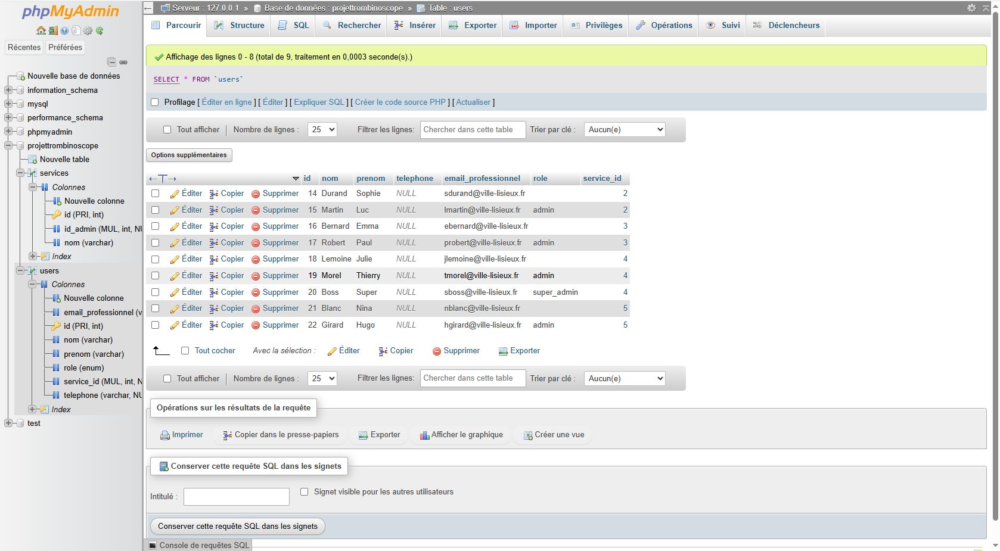 phpMyAdmin
Récentes Préférées
Nouvelle base de données
information_schema
mysql
performance_schema
phpmyadmin
projettrombinoscope
Nouvelle table
services
Colonnes
Nouvelle colonne
id (PRI, int)
id_admin (MUL, int, NU
nom (varchar)
Index
users
Colonnes
Nouvelle colonne
email_professionnel (v
id (PRI, int)
nom (varchar)
prenom (varchar)
role (enum)
service_id (MUL, int, N
telephone (varchar, NU
Index
test
Serveur : 127.0.0.1 » Base de données : projettrombinoscope » Table : users
Parcourir Structure SQL Rechercher Insérer Exporter Importer Privilèges Opérations Suivi Déclencheurs
Affichage des lignes 0 - 8 (total de 9, traitement en 0,0003 seconde(s).)
SELECT * FROM `users`
Profilage [ Éditer en ligne ] [ Éditer ] [ Expliquer SQL ] [ Créer le code source PHP ] [ Actualiser ]
Tout afficher Nombre de lignes : 25 Filtrer les lignes: Chercher dans cette table Trier par clé : Aucun(e)
Options supplémentaires
←T→ id nom prenom telephone email_professionnel role service_id
Éditer Copier Supprimer 14 Durand Sophie NULL sdurand@ville-lisieux.fr 2
Éditer Copier Supprimer 15 Martin Luc NULL lmartin@ville-lisieux.fr admin 2
Éditer Copier Supprimer 16 Bernard Emma NULL ebernard@ville-lisieux.fr 3
Éditer Copier Supprimer 17 Robert Paul NULL probert@ville-lisieux.fr admin 3
Éditer Copier Supprimer 18 Lemoine Julie NULL jlemoine@ville-lisieux.fr 4
Éditer Copier Supprimer 19 Morel Thierry NULL tmorel@ville-lisieux.fr admin 4
Éditer Copier Supprimer 20 Boss Super NULL sboss@ville-lisieux.fr super_admin 4
Éditer Copier Supprimer 21 Blanc Nina NULL nblanc@ville-lisieux.fr 5
Éditer Copier Supprimer 22 Girard Hugo NULL hgirard@ville-lisieux.fr admin 5
Tout cocher Avec la sélection : Éditer Copier Supprimer Exporter
Tout afficher Nombre de lignes : 25 Filtrer les lignes: Chercher dans cette table Trier par clé : Aucun(e)
Opérations sur les résultats de la requête
Imprimer Copier dans le presse-papiers Exporter Afficher le graphique Créer une vue
Conserver cette requête SQL dans les signets
Intitulé : Signet visible pour les autres utilisateurs
Conserver cette requête SQL dans les signets
Console de requêtes SQL